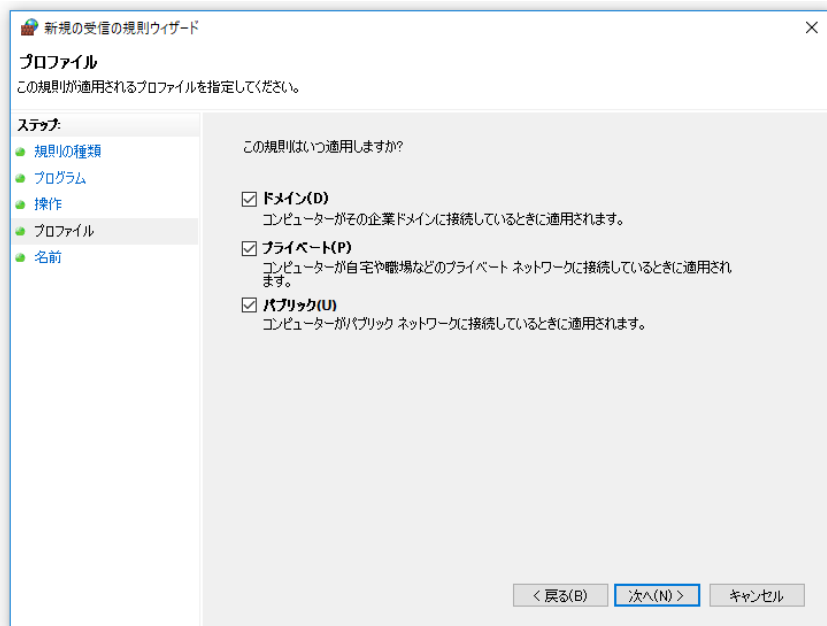 新規の受信の規則ウィザード
プロファイル
この規則が適用されるプロファイルを指定してください。
ステップ:
規則の種類
プログラム
操作
プロファイル
名前
この規則はいつ適用しますか?
ドメイン(D)
コンピューターがその企業ドメインに接続しているときに適用されます。
プライベート(P)
コンピューターが自宅や職場などのプライベート ネットワークに接続しているときに適用され
ます。
パブリック(U)
コンピューターがパブリック ネットワークに接続しているときに適用されます。
< 戻る(B) 次へ(N) > キャンセル